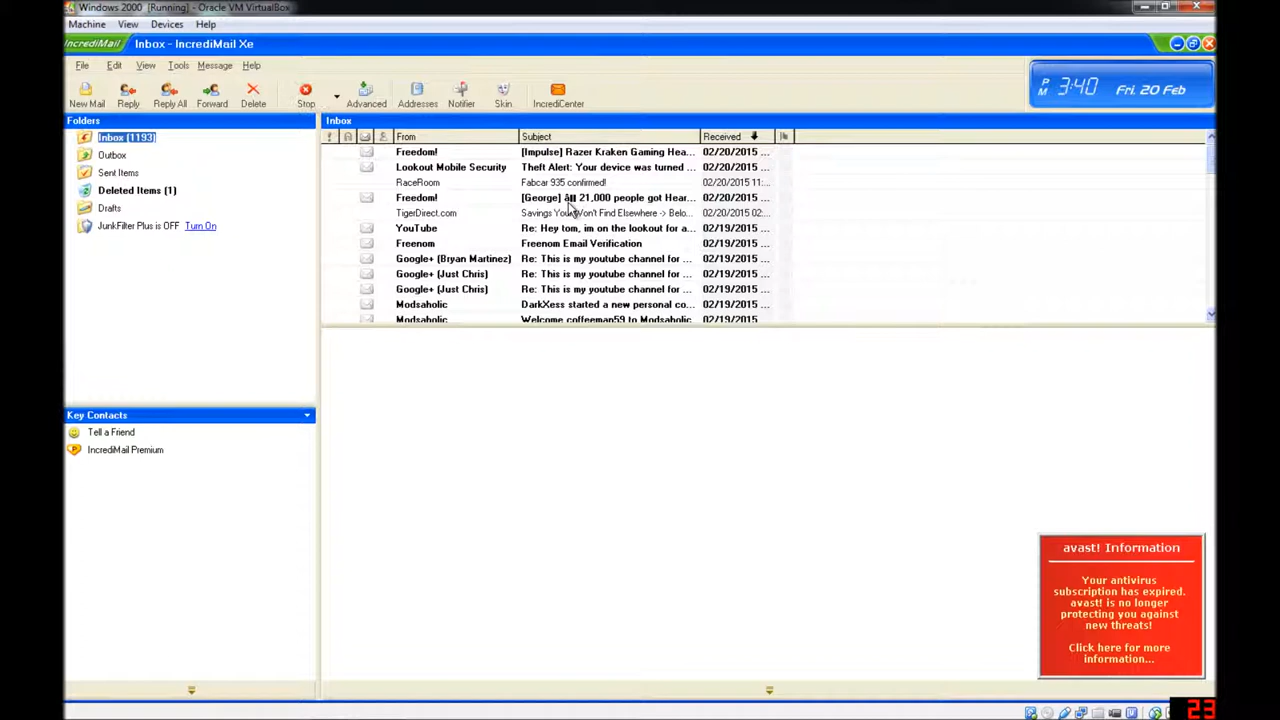 Windows 2000 [Running] - Oracle VM VirtualBox
Machine View Devices Help
IncrediMail Inbox - IncrediMail Xe
File Edit View Tools Message Help
New Mail Reply Reply All Forward Delete Stop Advanced Addresses Notifier Skin IncrediCenter
PM 3:40 Fri. 20 Feb
Folders
Inbox (1193)
Outbox
Sent Items
Deleted Items (1)
Drafts
JunkFilter Plus is OFF Turn On
Key Contacts
Tell a Friend
IncrediMail Premium
Inbox
! From Subject Received
Freedom! [Impulse] Razer Kraken Gaming Hea... 02/20/2015 ...
Lookout Mobile Security Theft Alert: Your device was turned ... 02/20/2015 ...
RaceRoom Fabcar 935 confirmed! 02/20/2015 11:...
Freedom! [George] 21,000 people got Hear... 02/20/2015 ...
TigerDirect.com Savings You Won't Find Elsewhere -> Belo... 02/20/2015 02:...
YouTube Re: Hey tom, im on the lookout for a... 02/19/2015 ...
Freenom Freenom Email Verification 02/19/2015 ...
Google+ (Bryan Martinez) Re: This is my youtube channel for ... 02/19/2015 ...
Google+ (Just Chris) Re: This is my youtube channel for ... 02/19/2015 ...
Google+ (Just Chris) Re: This is my youtube channel for ... 02/19/2015 ...
Modsaholic DarkXess started a new personal co... 02/19/2015 ...
Modsaholic Welcome coffeeman59 to Modsaholic 02/19/2015 ...
avast! Information
Your antivirus
subscription has expired.
avast! is no longer
protecting you against
new threats!
Click here for more
information...
23